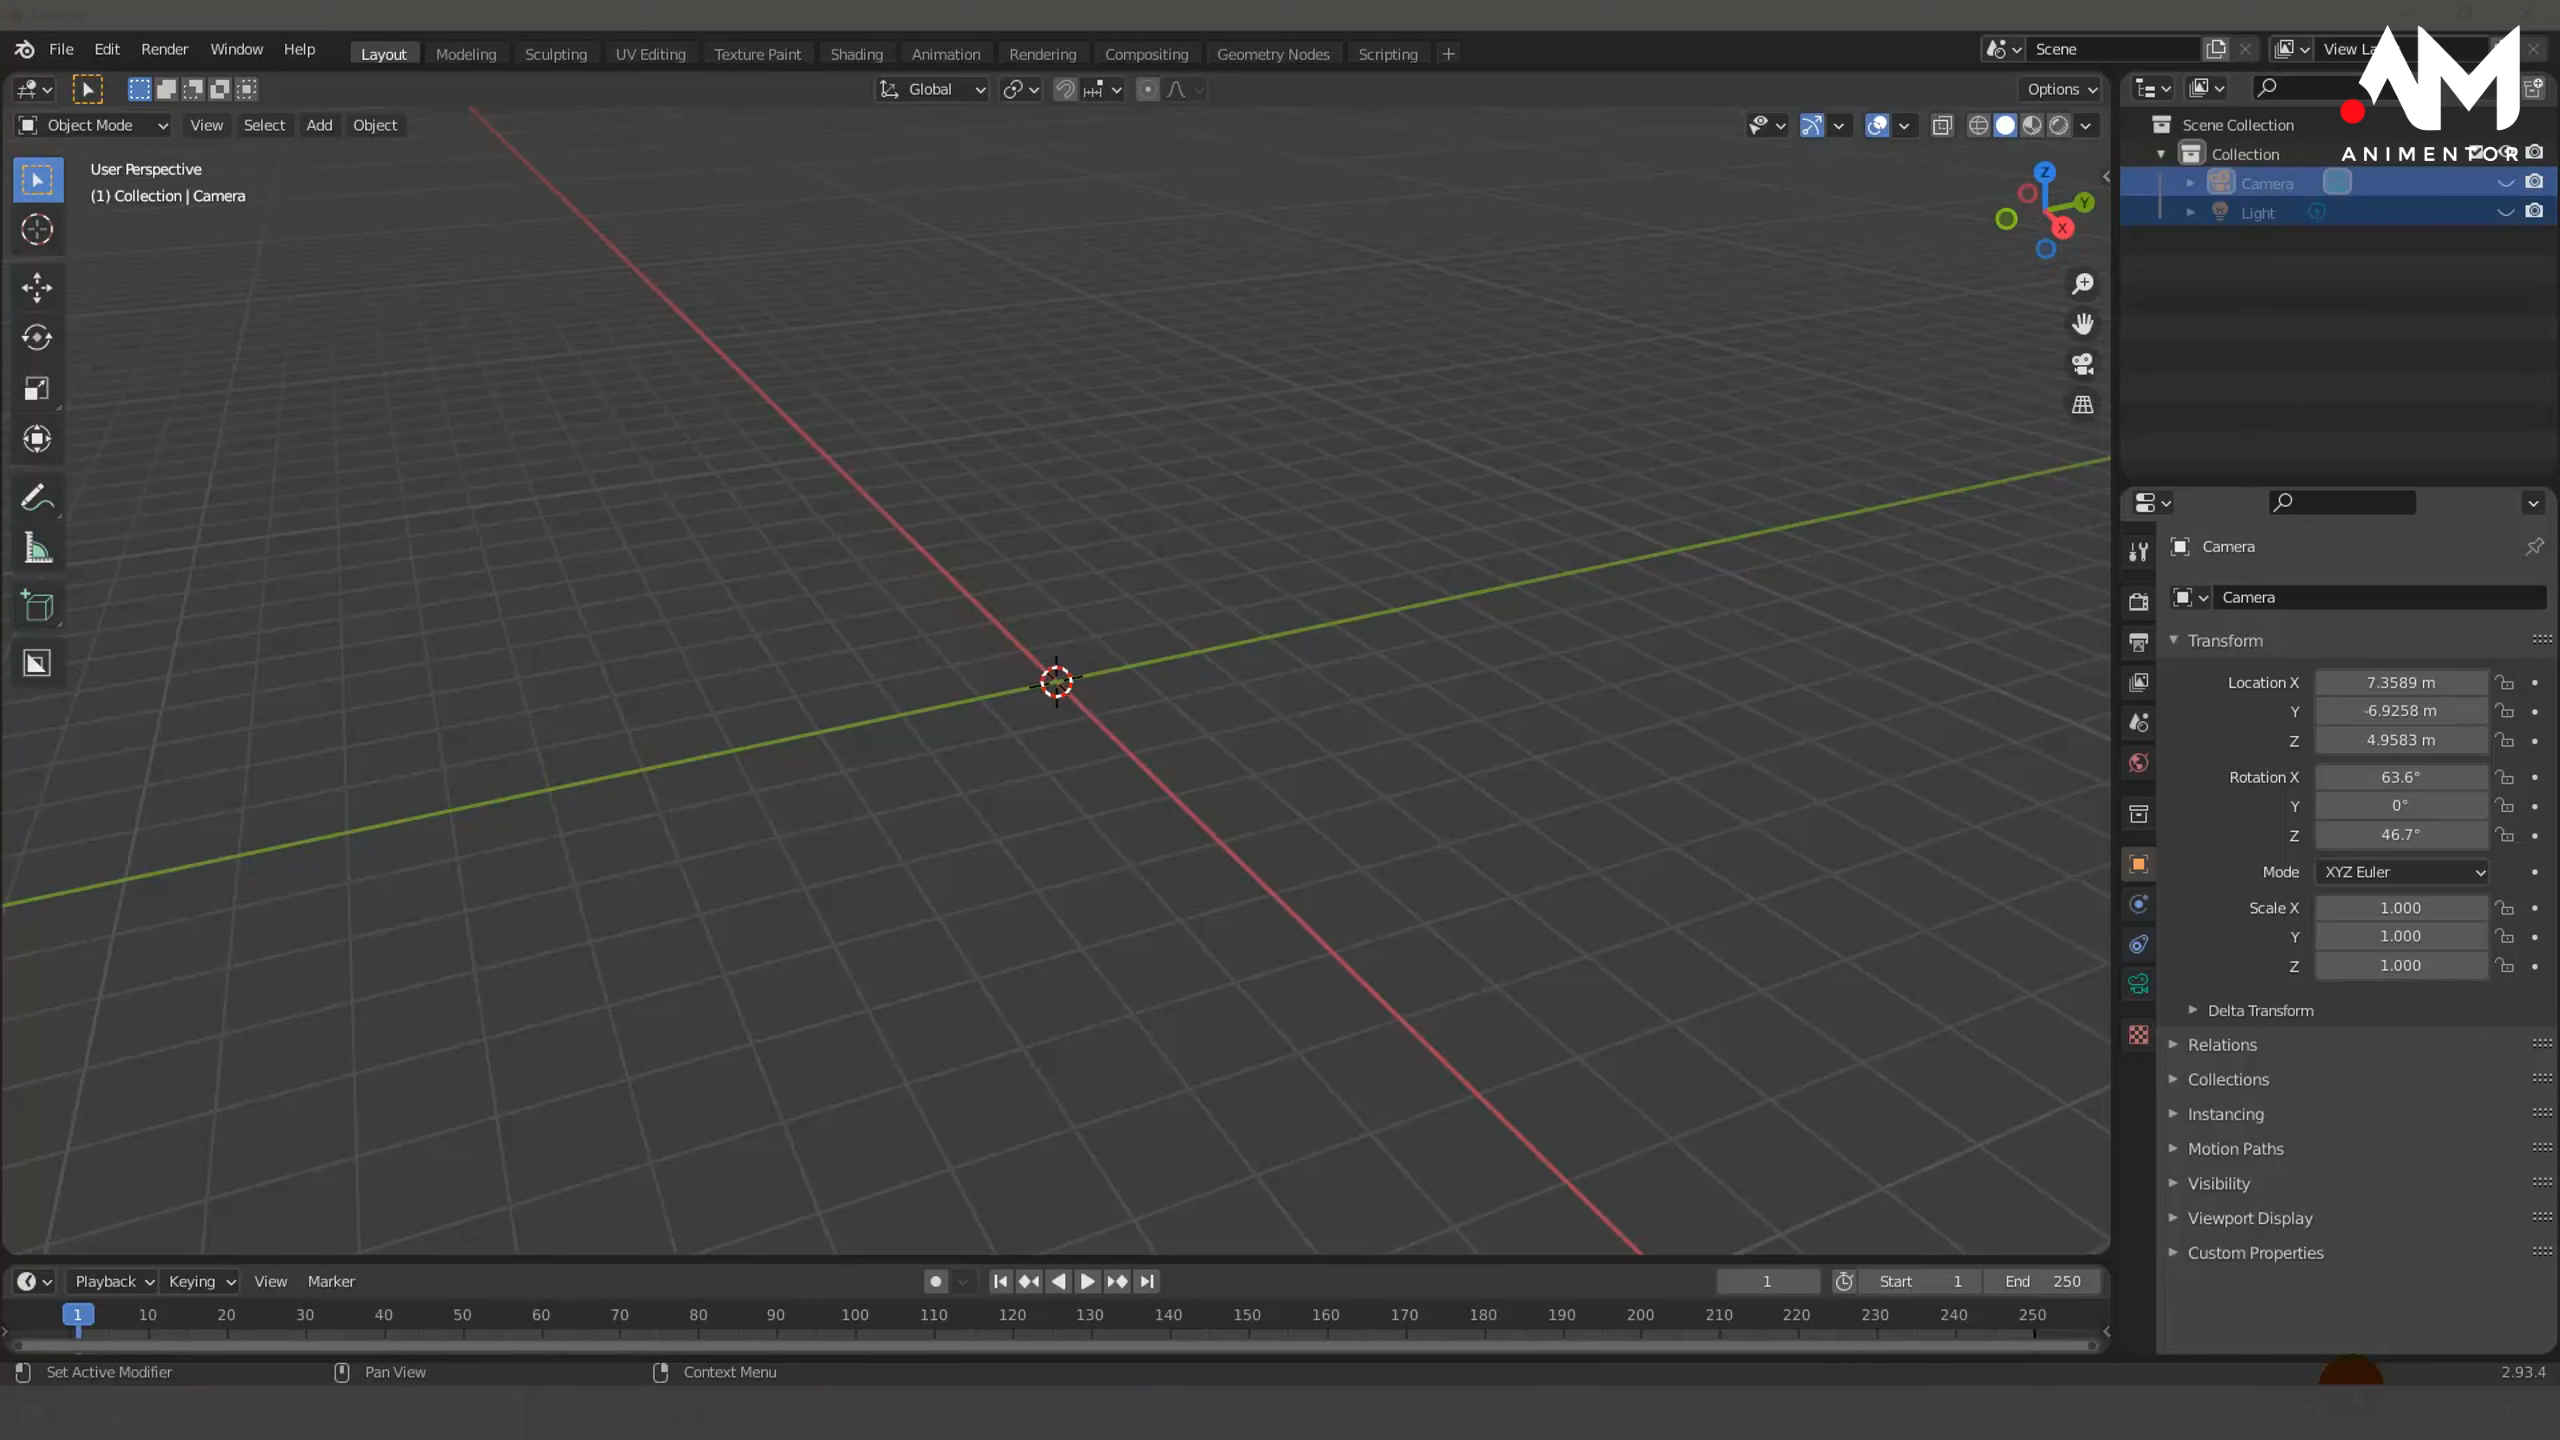 Blender
File Edit Render Window Help Layout Modeling Sculpting UV Editing Texture Paint Shading Animation Rendering Compositing Geometry Nodes Scripting + Scene View La
Global Options
Object Mode View Select Add Object
User Perspective
(1) Collection | Camera
Z
Y
X
AM
ANIMENTOR
Scene Collection
Collection
Camera
Light
Camera
Camera
Transform
Location X 7.3589 m
Y -6.9258 m
Z 4.9583 m
Rotation X 63.6°
Y 0°
Z 46.7°
Mode XYZ Euler
Scale X 1.000
Y 1.000
Z 1.000
Delta Transform
Relations
Collections
Instancing
Motion Paths
Visibility
Viewport Display
Custom Properties
Playback Keying View Marker 1 Start 1 End 250
1 10 20 30 40 50 60 70 80 90 100 110 120 130 140 150 160 170 180 190 200 210 220 230 240 250
Set Active Modifier Pan View Context Menu 2.93.4